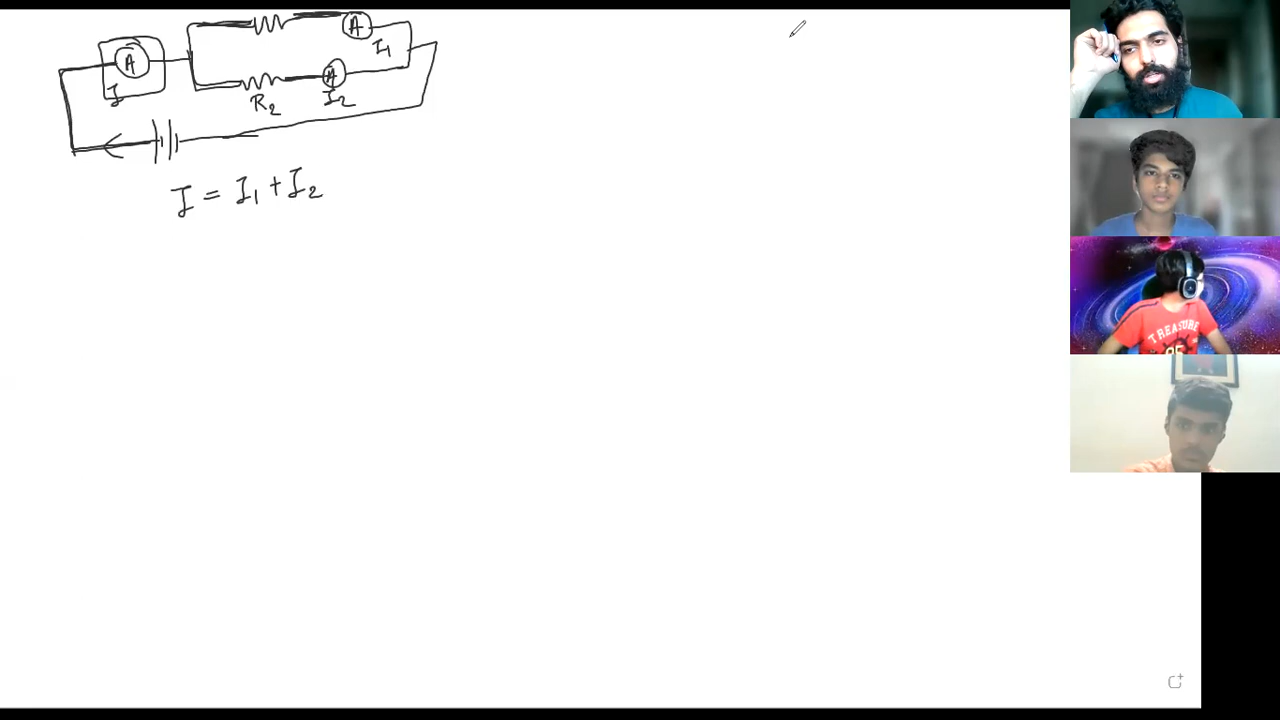 A
I₁
A
I
A
R₂
I₂
I = I₁ + I₂
TREASURE